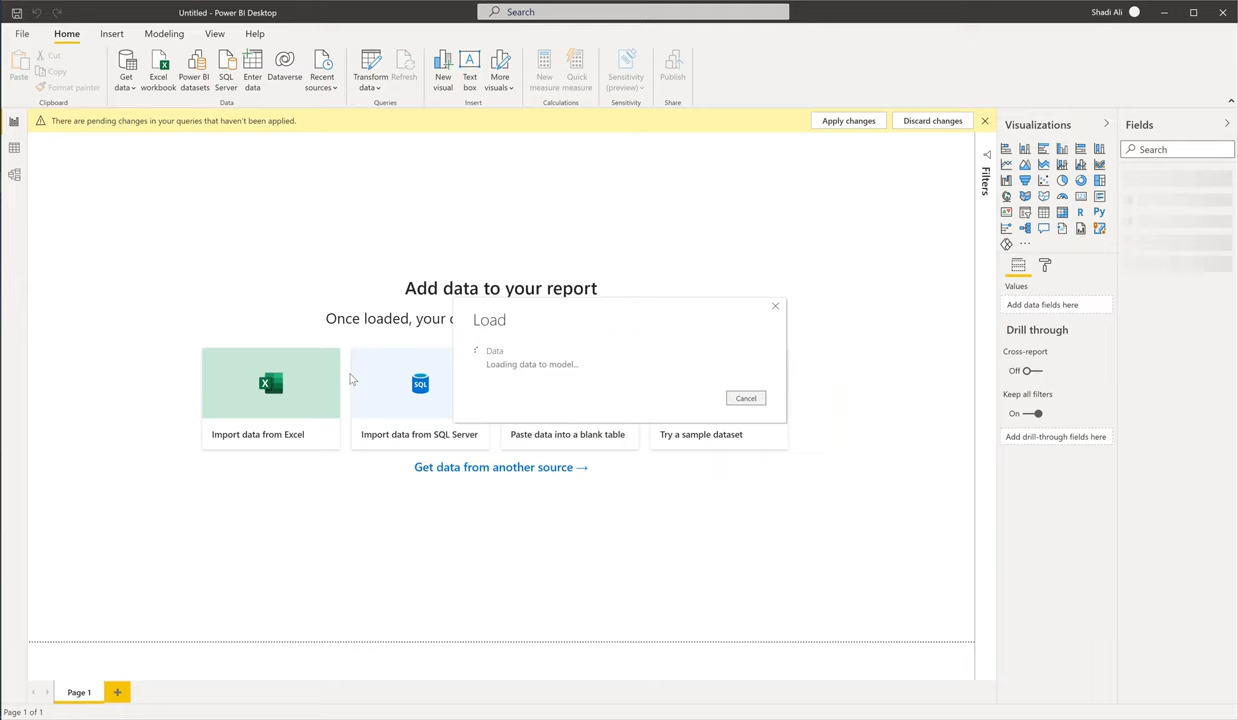 Untitled - Power BI Desktop
Search
Shadi Ali
File Home Insert Modeling View Help
Paste
Cut
Copy
Format painter
Clipboard
Get data
Excel workbook
Power BI datasets
SQL Server
Enter data
Dataverse
Recent sources
Data
Transform data
Refresh
Queries
New visual
A
Text box
More visuals
Insert
New measure
Quick measure
Calculations
Sensitivity (preview)
Sensitivity
Publish
Share
There are pending changes in your queries that haven't been applied.
Apply changes
Discard changes
Filters
Visualizations
R
Py
Values
Add data fields here
Drill through
Cross-report
Off
Keep all filters
On
Add drill-through fields here
Fields
Search
Add data to your report
Once loaded, your
Load
Data
Loading data to model...
Cancel
X
SQL
Import data from Excel
Import data from SQL Server
Paste data into a blank table
Try a sample dataset
Get data from another source →
Page 1
Page 1 of 1